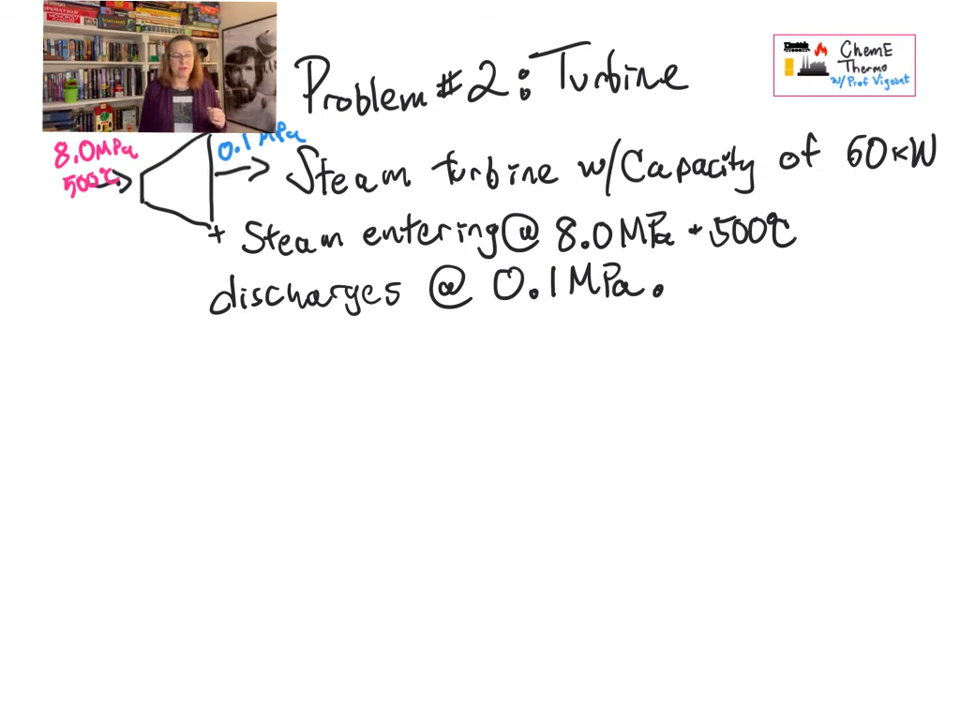 Problem #2: Turbine
ChemE
Thermo
w/ Prof Vigeant
8.0MPa
500℃
0.1 MPa
Steam turbine w/Capacity of 60kW
+ Steam entering@ 8.0MPa + 500℃
discharges @ 0.1MPa.